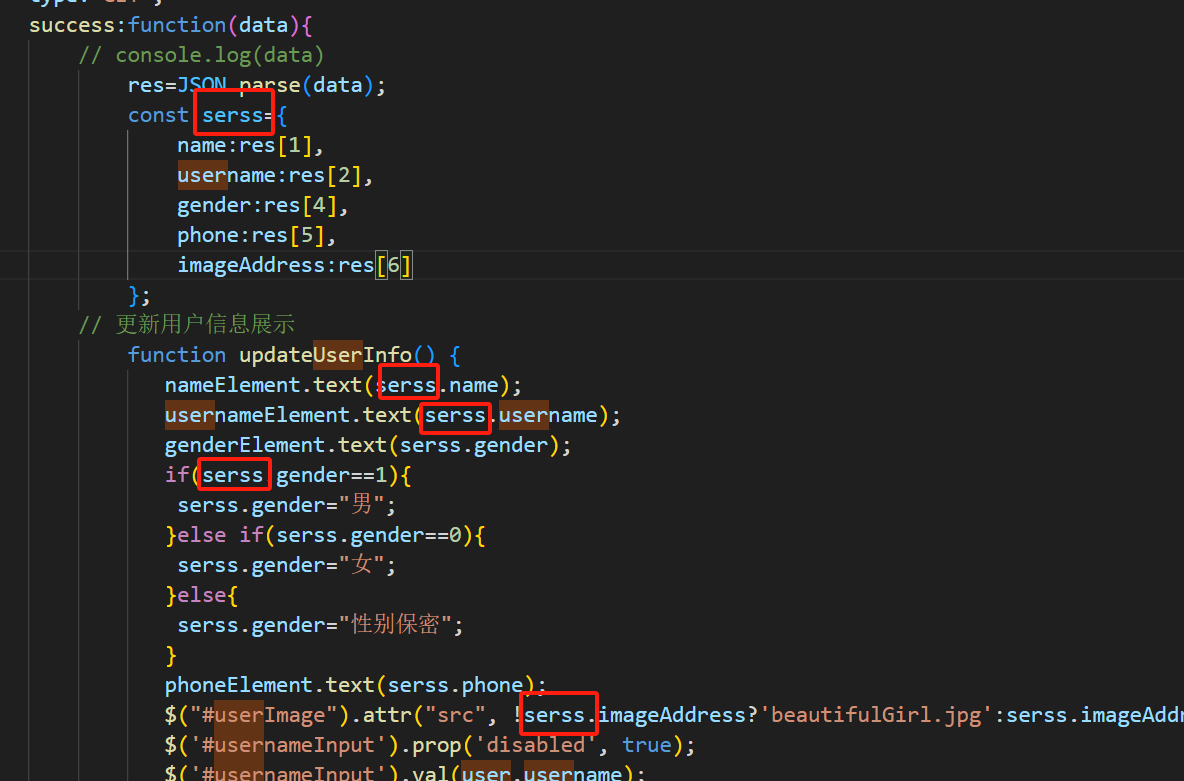 success:function(data){
// console.log(data)
res=JSON.parse(data);
const serss={
name:res[1],
username:res[2],
gender:res[4],
phone:res[5],
imageAddress:res[6]
};
// 更新用户信息展示
function updateUserInfo() {
nameElement.text(serss.name);
usernameElement.text(serss.username);
genderElement.text(serss.gender);
if(serss.gender==1){
serss.gender="男";
}else if(serss.gender==0){
serss.gender="女";
}else{
serss.gender="性别保密";
}
phoneElement.text(serss.phone);
$("#userImage").attr("src", !serss.imageAddress?'beautifulGirl.jpg':serss.imageAddr
$('#usernameInput').prop('disabled', true);
$('#usernameInput').val(user.username);